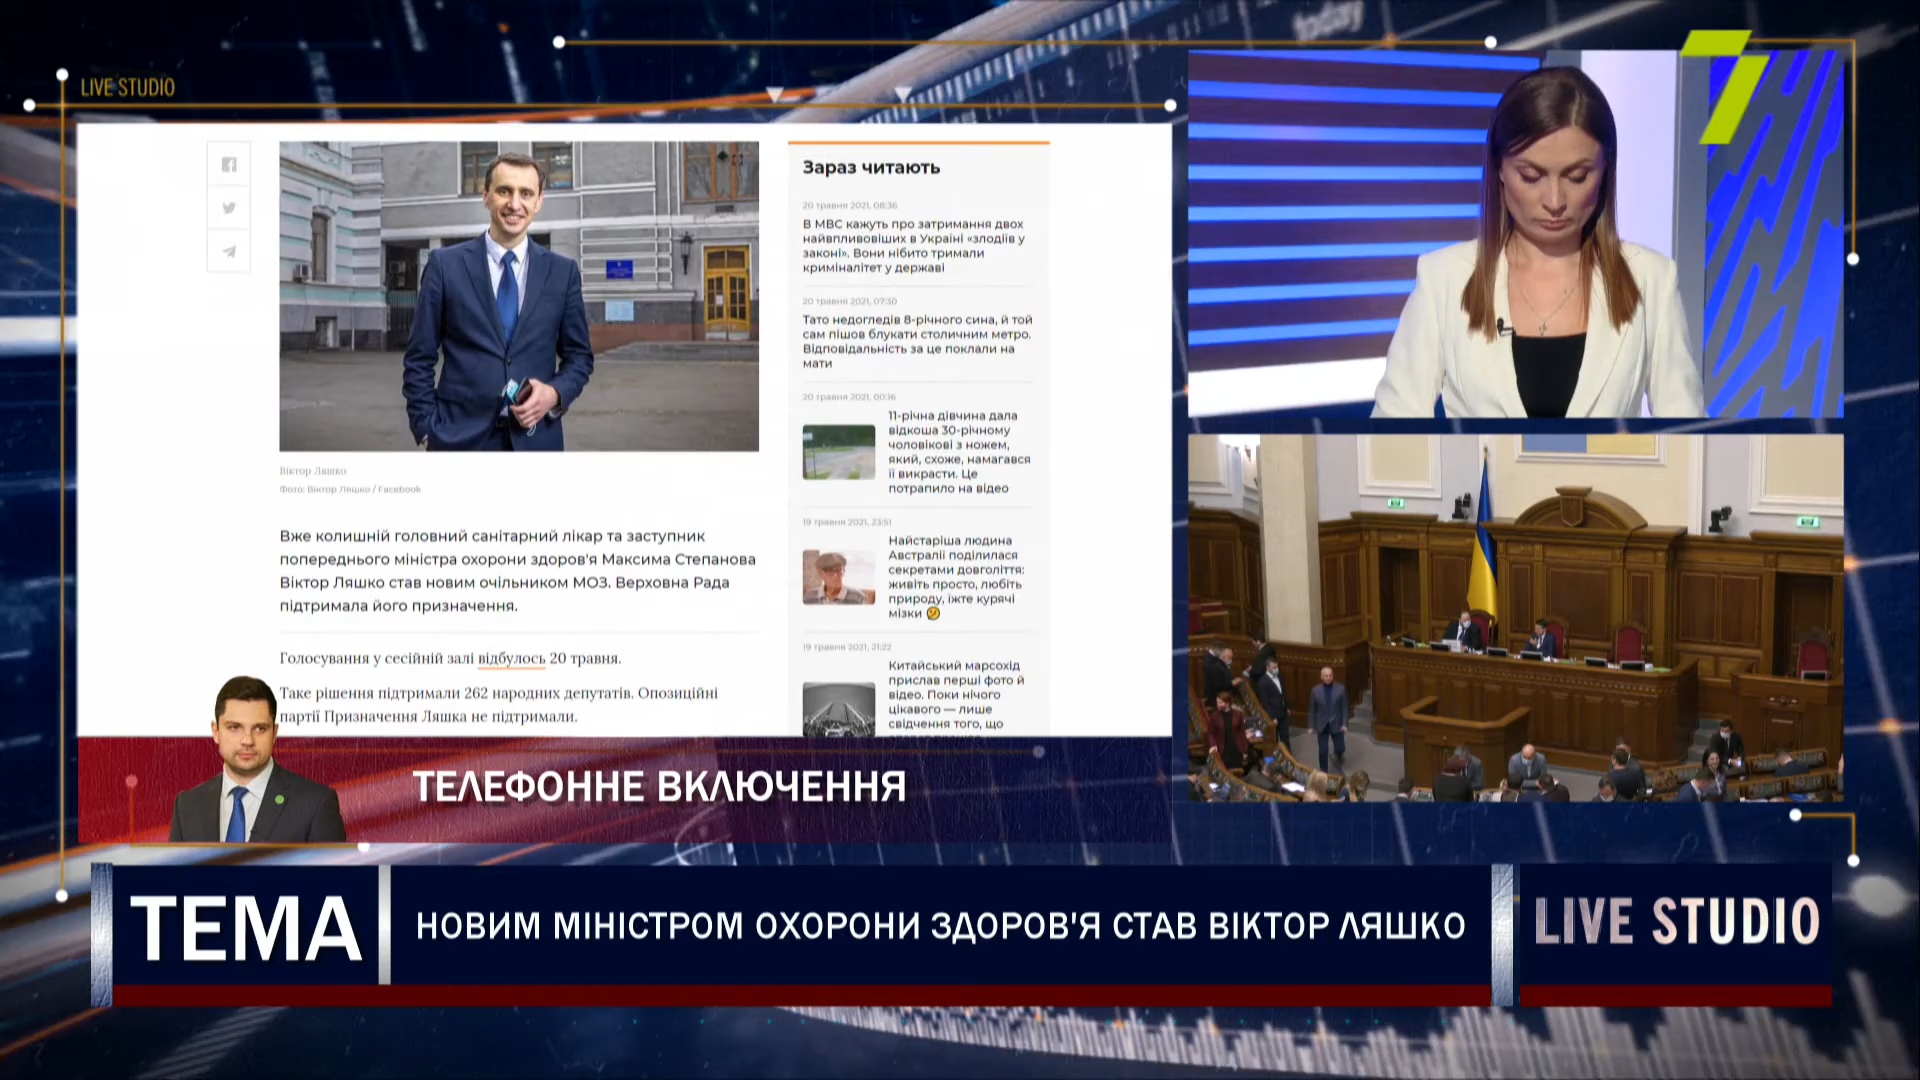 LIVE STUDIO
7
Віктор Ляшко
Фото: Віктор Ляшко / Facebook
Вже колишній головний санітарний лікар та заступник
попереднього міністра охорони здоров'я Максима Степанова
Віктор Ляшко став новим очільником МОЗ. Верховна Рада
підтримала його призначення.
Голосування у сесійній залі відбулось 20 травня.
Таке рішення підтримали 262 народних депутатів. Опозиційні
партії Призначення Ляшка не підтримали.
Зараз читають
20 травня 2021, 08:36
В МВС кажуть про затримання двох
найвпливовіших в Україні «злодіїв у
законі». Вони нібито тримали
криміналітет у державі
20 травня 2021, 07:30
Тато недогледів 8-річного сина, й той
сам пішов блукати столичним метро.
Відповідальність за це поклали на
мати
20 травня 2021, 00:16
11-річна дівчина дала
відкоша 30-річному
чоловікові з ножем,
який, схоже, намагався
її викрасти. Це
потрапило на відео
19 травня 2021, 23:51
Найстаріша людина
Австралії поділилася
секретами довголіття:
живіть просто, любіть
природу, їжте курячі
мізки 🤔
19 травня 2021, 21:22
Китайський марсохід
прислав перші фото й
відео. Поки нічого
цікавого — лише
свідчення того, що
ТЕЛЕФОННЕ ВКЛЮЧЕННЯ
ТЕМА
НОВИМ МІНІСТРОМ ОХОРОНИ ЗДОРОВ'Я СТАВ ВІКТОР ЛЯШКО
LIVE STUDIO